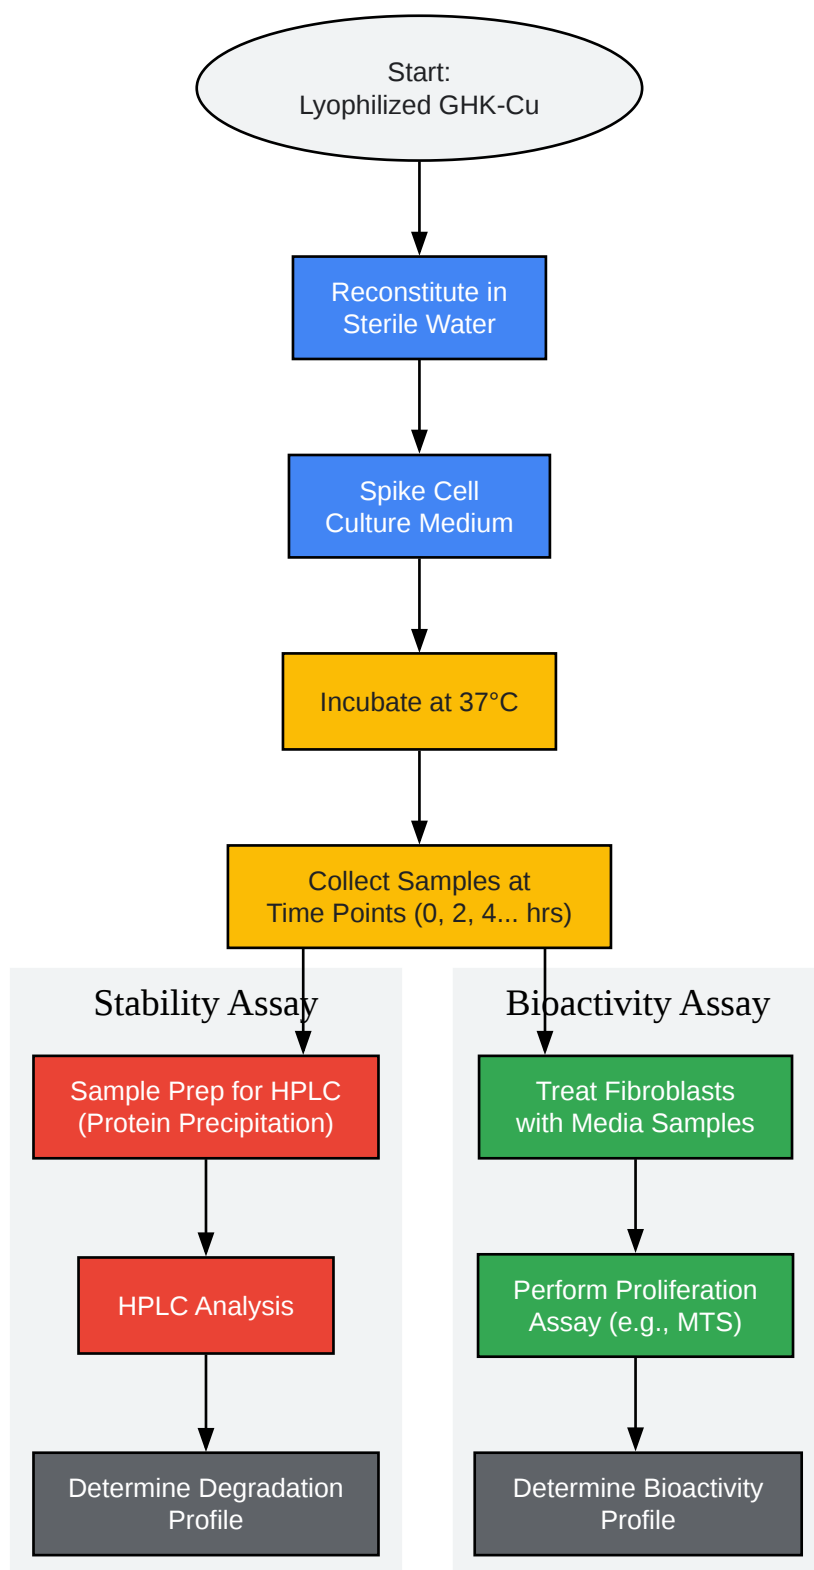 Start:
Lyophilized GHK-Cu
Reconstitute in
Sterile Water
Spike Cell
Culture Medium
Incubate at 37°C
Collect Samples at
Time Points (0, 2, 4... hrs)
Stability Assay
Sample Prep for HPLC
(Protein Precipitation)
HPLC Analysis
Determine Degradation
Profile
Bioactivity Assay
Treat Fibroblasts
with Media Samples
Perform Proliferation
Assay (e.g., MTS)
Determine Bioactivity
Profile